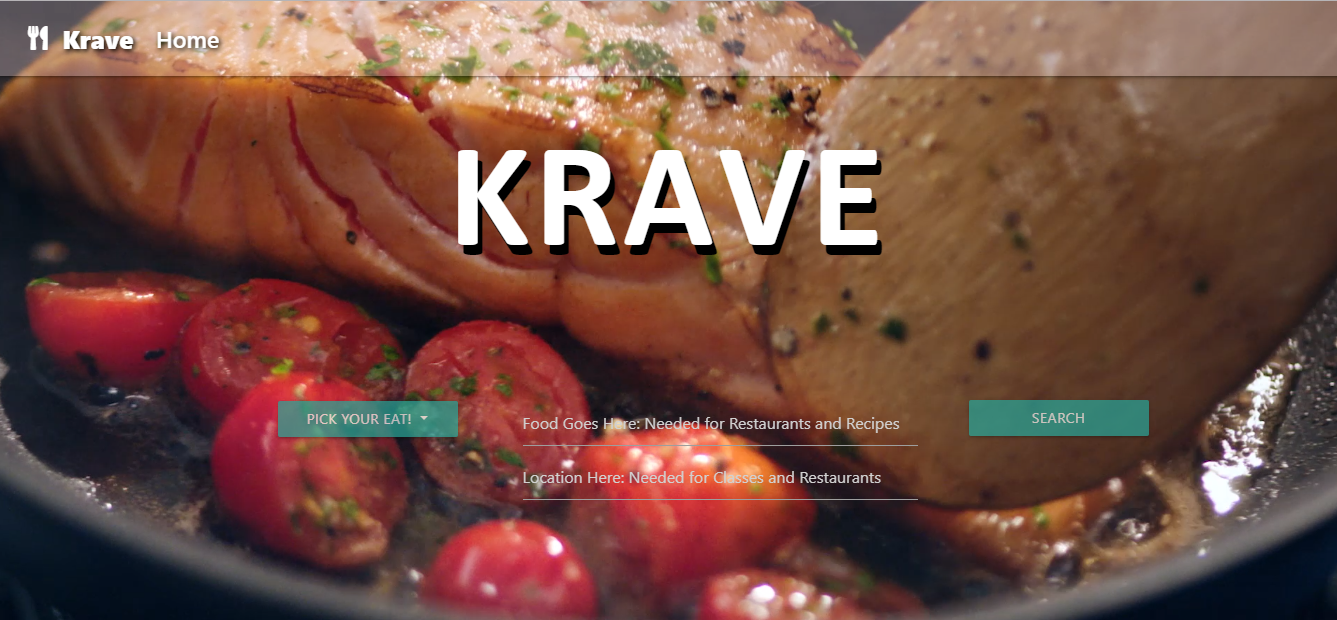 Krave Home
KRAVE
PICK YOUR EAT!
Food Goes Here: Needed for Restaurants and Recipes
SEARCH
Location Here: Needed for Classes and Restaurants